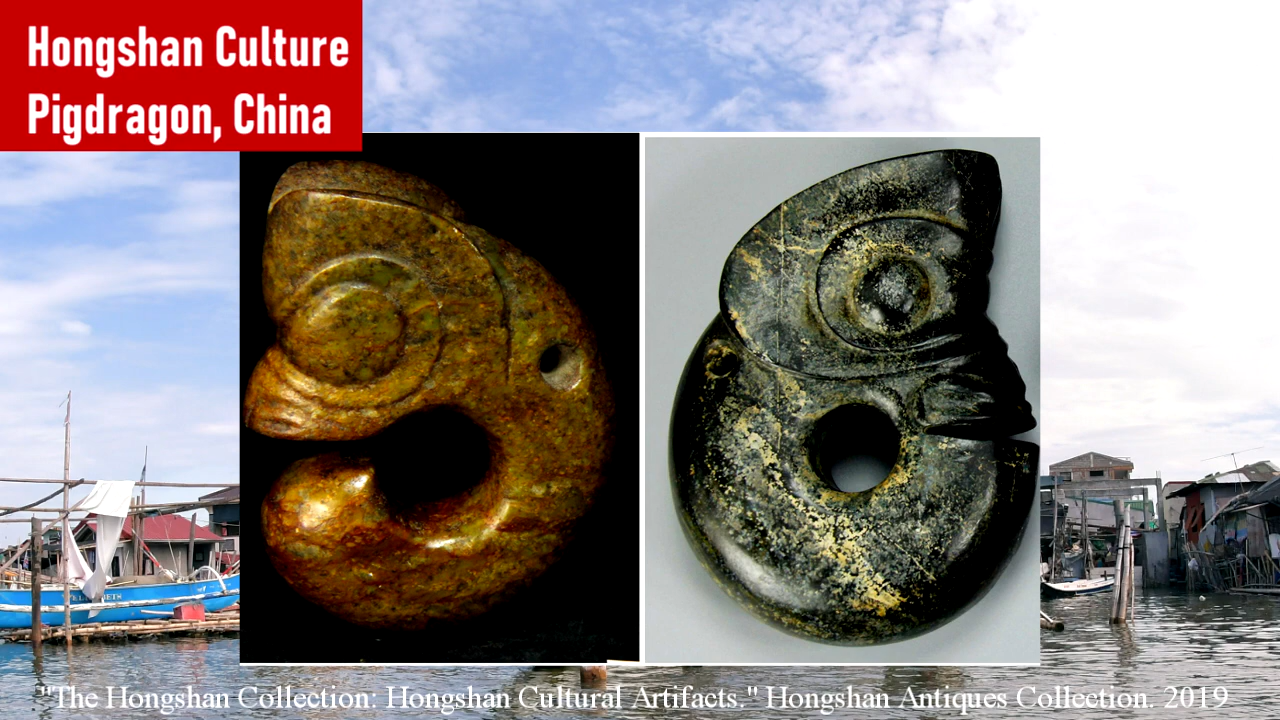 Hongshan Culture
Pigdragon, China
"The Hongshan Collection: Hongshan Cultural Artifacts." Hongshan Antiques Collection. 2019